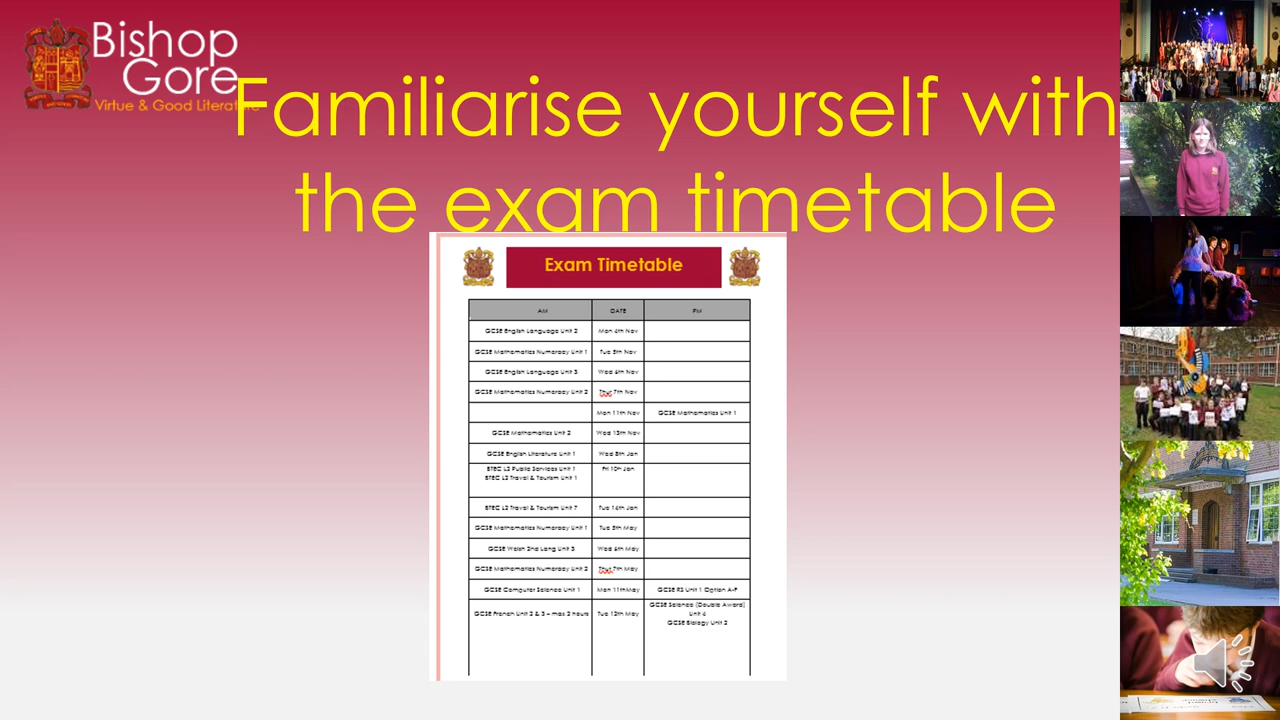 Bishop
Gore
Virtue & Good Literature
Familiarise yourself with
the exam timetable
Exam Timetable
AM DATE PM
GCSE English Language Unit 2 Mon 4th Nov
GCSE Mathematics Numeracy Unit 1 Tue 5th Nov
GCSE English Language Unit 3 Wed 6th Nov
GCSE Mathematics Numeracy Unit 2 Thur 7th Nov
Mon 11th Nov GCSE Mathematics Unit 1
GCSE Mathematics Unit 2 Wed 13th Nov
GCSE English Literature Unit 1 Wed 8th Jan
BTEC L2 Public Services Unit 1 Fri 10th Jan
BTEC L2 Travel & Tourism Unit 1
BTEC L2 Travel & Tourism Unit 7 Tue 14th Jan
GCSE Mathematics Numeracy Unit 1 Tue 5th May
GCSE Welsh 2nd Lang Unit 3 Wed 6th May
GCSE Mathematics Numeracy Unit 2 Thur 7th May
GCSE Computer Science Unit 1 Mon 11thMay GCSE RS Unit 1 Option A-F
GCSE French Unit 2 & 3 – max 2 hours Tue 12th May GCSE Science (Double Award)
Unit 4
GCSE Biology Unit 2